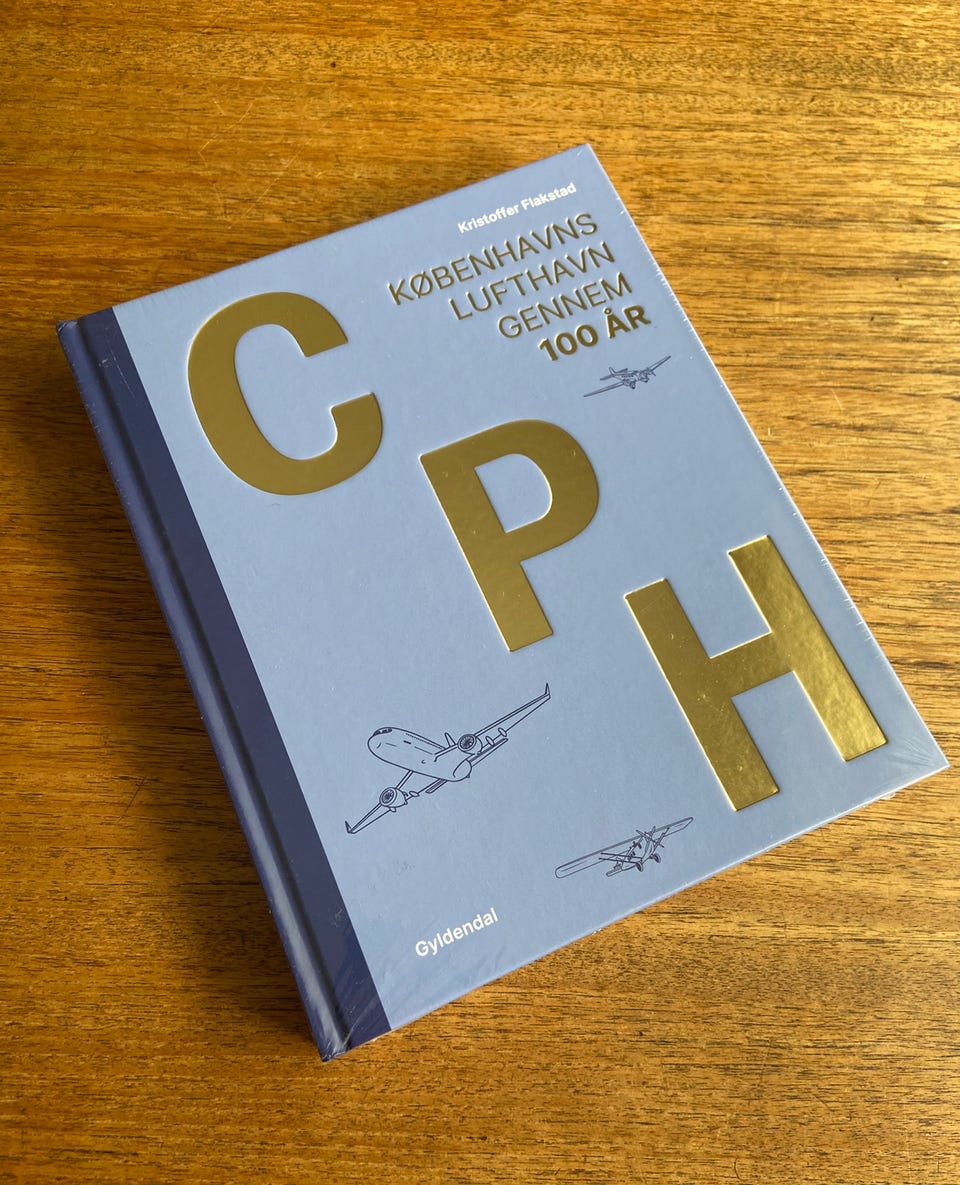 Kristoffer Flakstad
KØBENHAVNS
LUFTHAVN
GENNEM
100 ÅR
C
P
H
Gyldendal